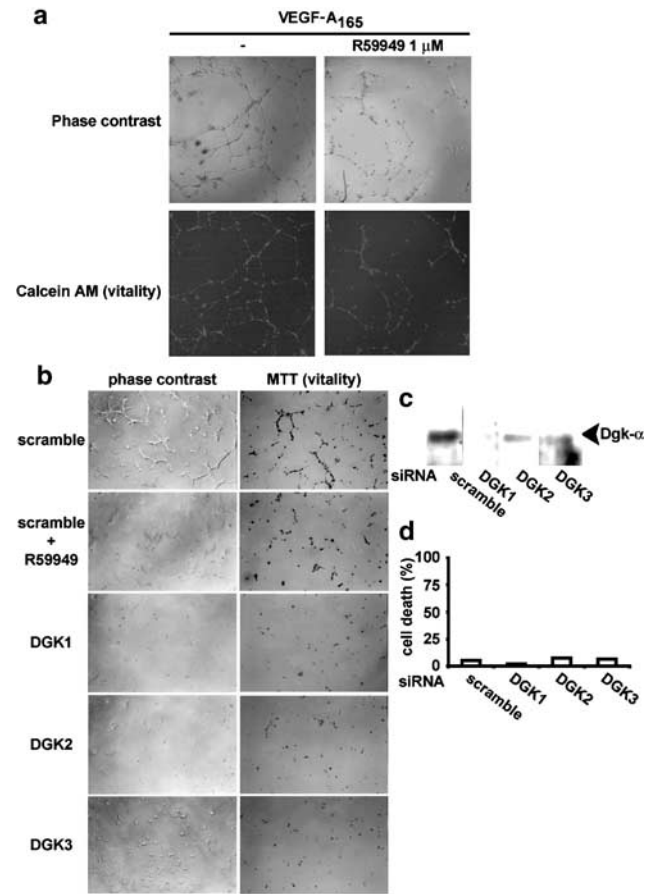 a
VEGF-A165
-
R59949 1 µM
Phase contrast
Calcein AM (vitality)
b
phase contrast
MTT (vitality)
scramble
scramble
+
R59949
DGK1
DGK2
DGK3
c
Dgk-α
siRNA
scramble
DGK1
DGK2
DGK3
d
cell death (%)
100
75
50
25
0
siRNA
scramble
DGK1
DGK2
DGK3